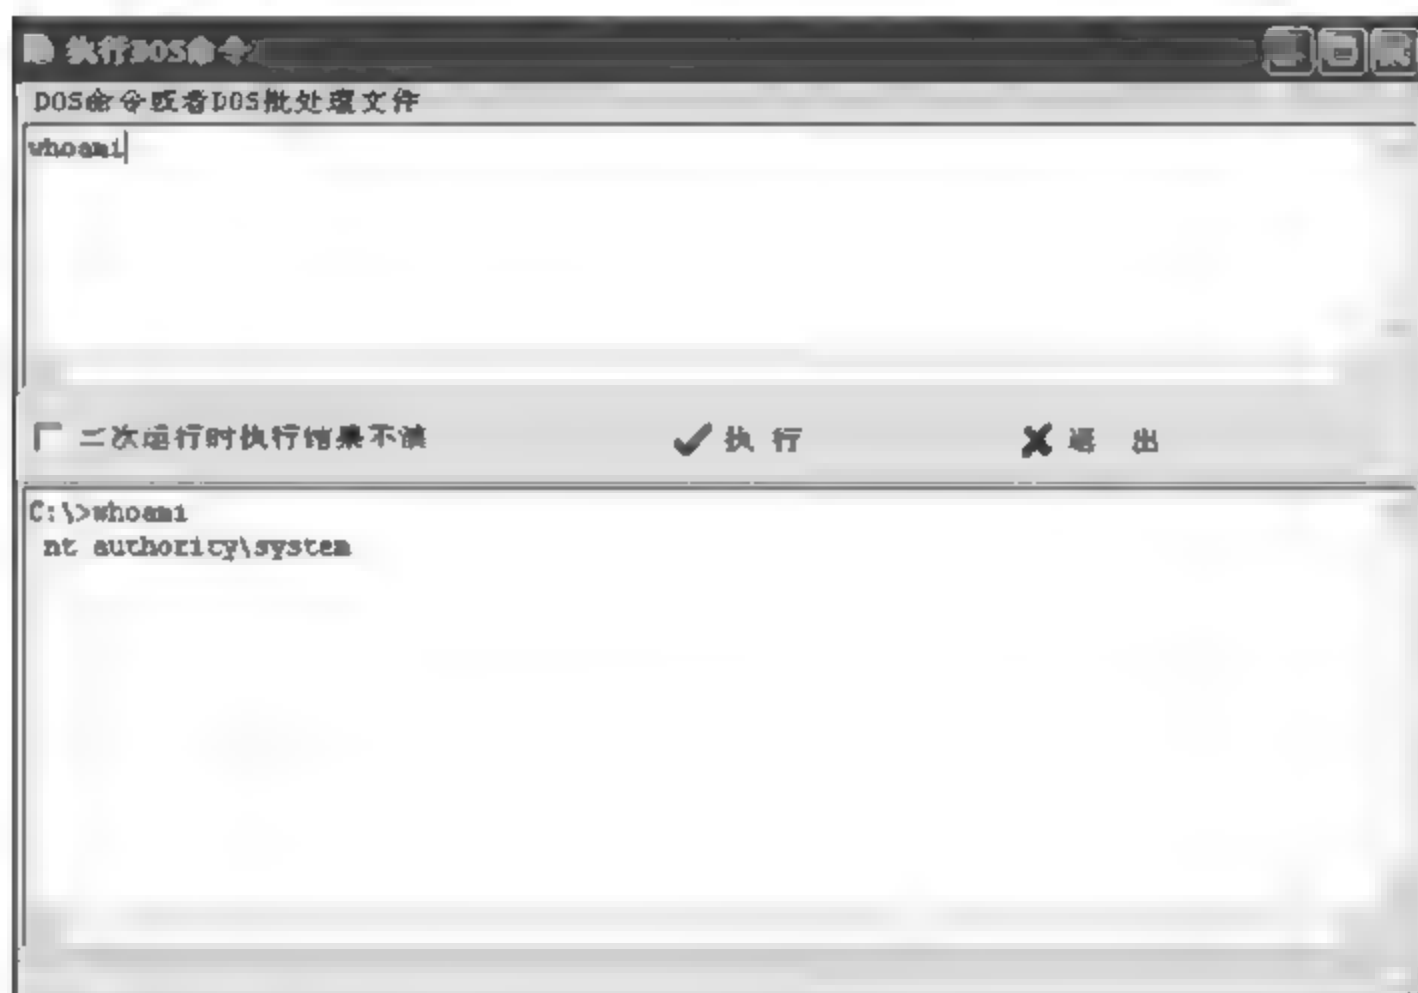 执行DOS命令
DOS命令或者DOS批处理文件
whoami
二次运行时执行结果不清
执 行
退 出
C:\>whoami
nt authority\system